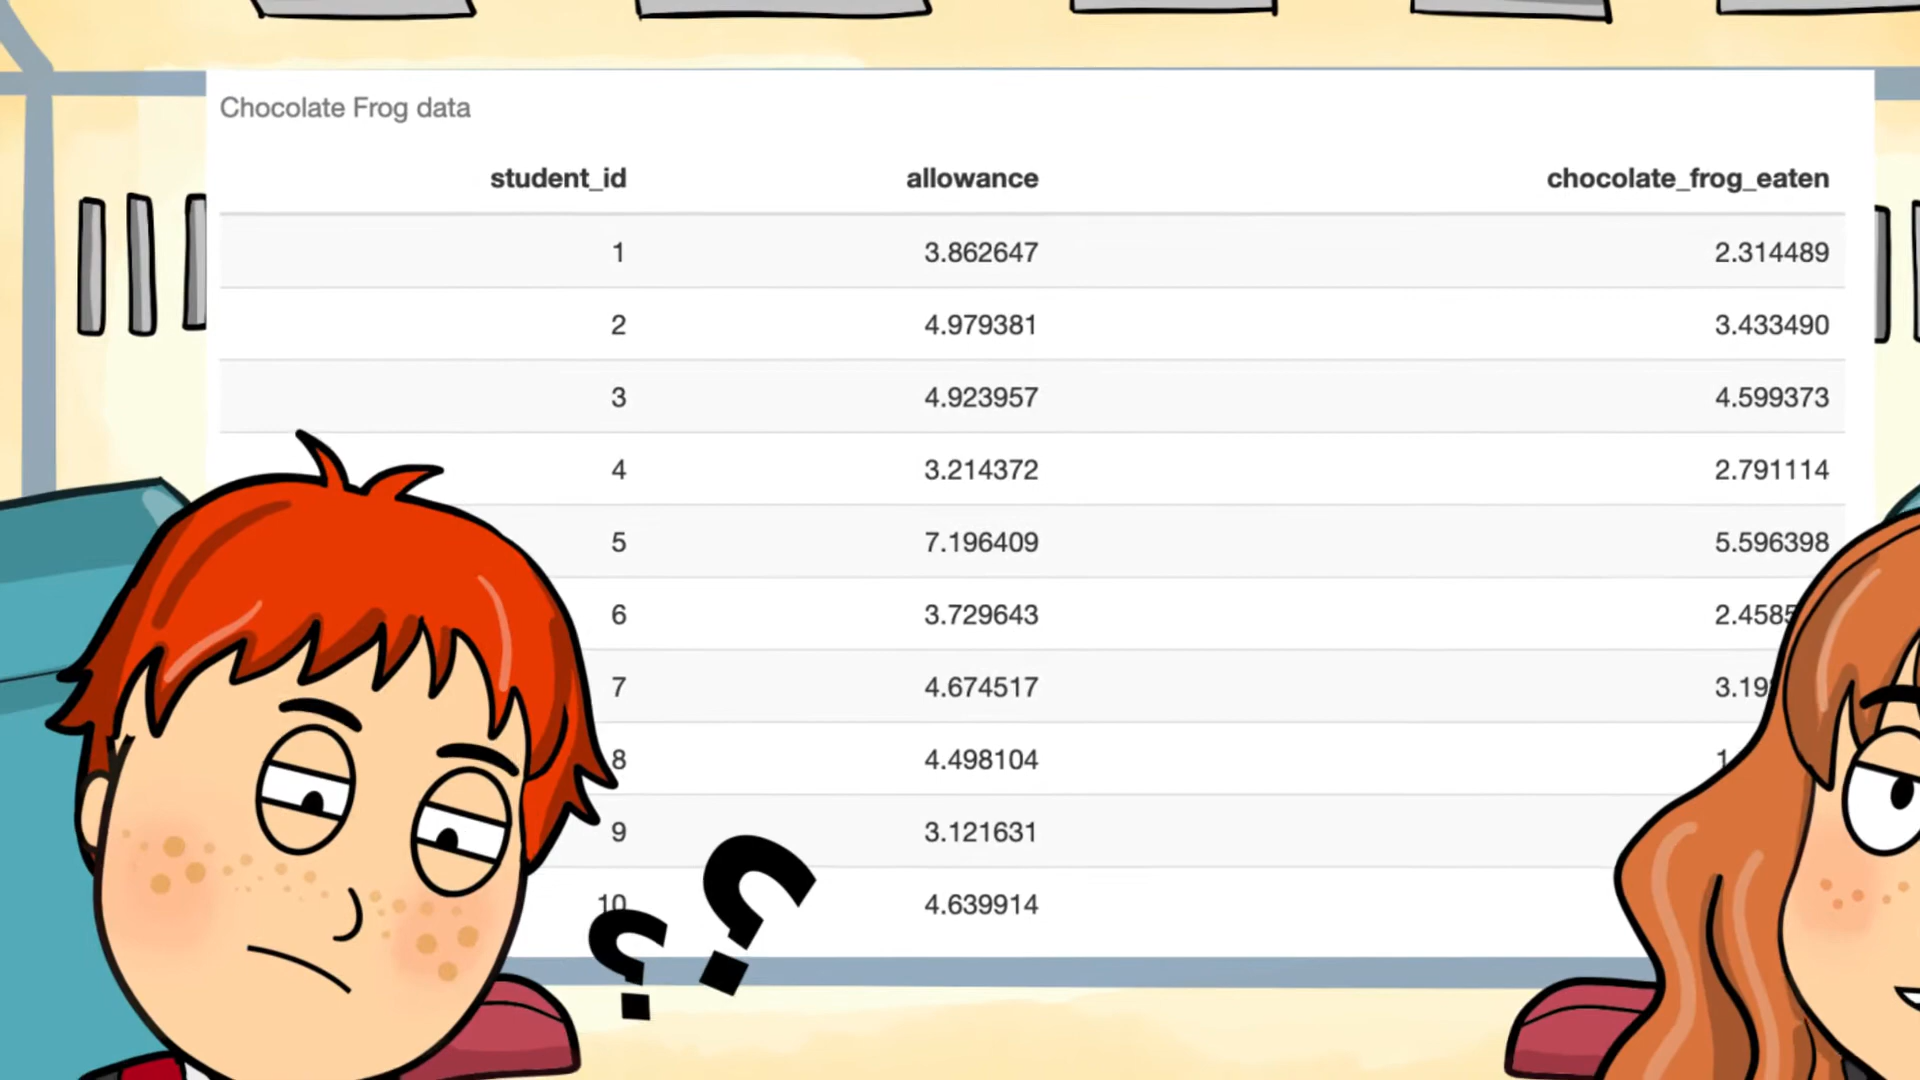 Chocolate Frog data
student_id allowance chocolate_frog_eaten
1 3.862647 2.314489
2 4.979381 3.433490
3 4.923957 4.599373
4 3.214372 2.791114
5 7.196409 5.596398
6 3.729643
7 4.674517
8 4.498104
9 3.121631
10 4.639914
? ?